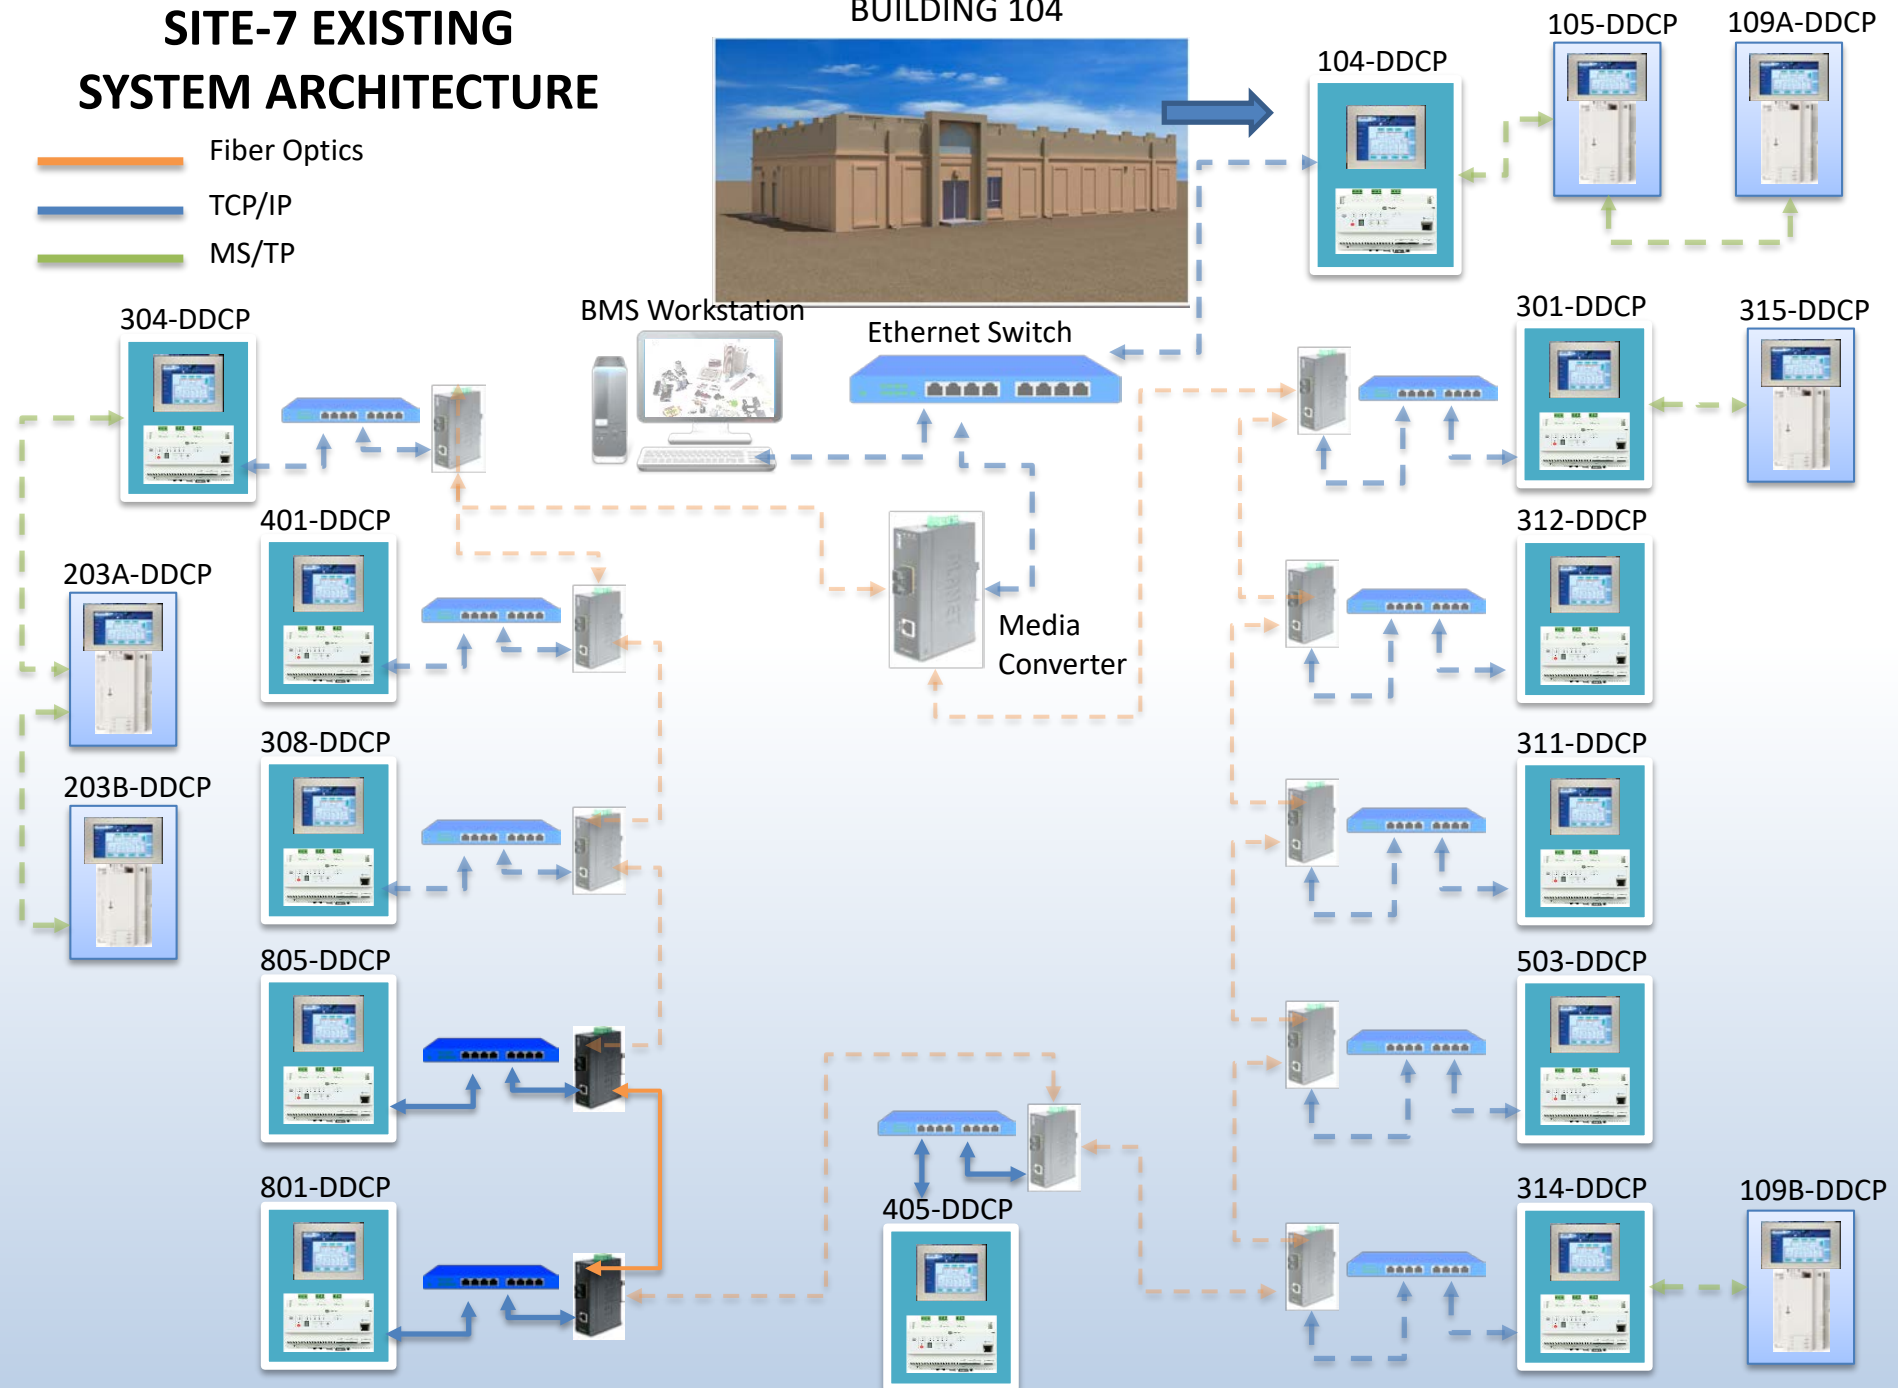 SITE-7 EXISTING
SYSTEM ARCHITECTURE
Fiber Optics
TCP/IP
MS/TP
BUILDING 104
104-DDCP
105-DDCP
109A-DDCP
304-DDCP
BMS Workstation
Ethernet Switch
301-DDCP
315-DDCP
401-DDCP
312-DDCP
203A-DDCP
PLANET
Media
Converter
308-DDCP
311-DDCP
203B-DDCP
805-DDCP
503-DDCP
801-DDCP
405-DDCP
314-DDCP
109B-DDCP